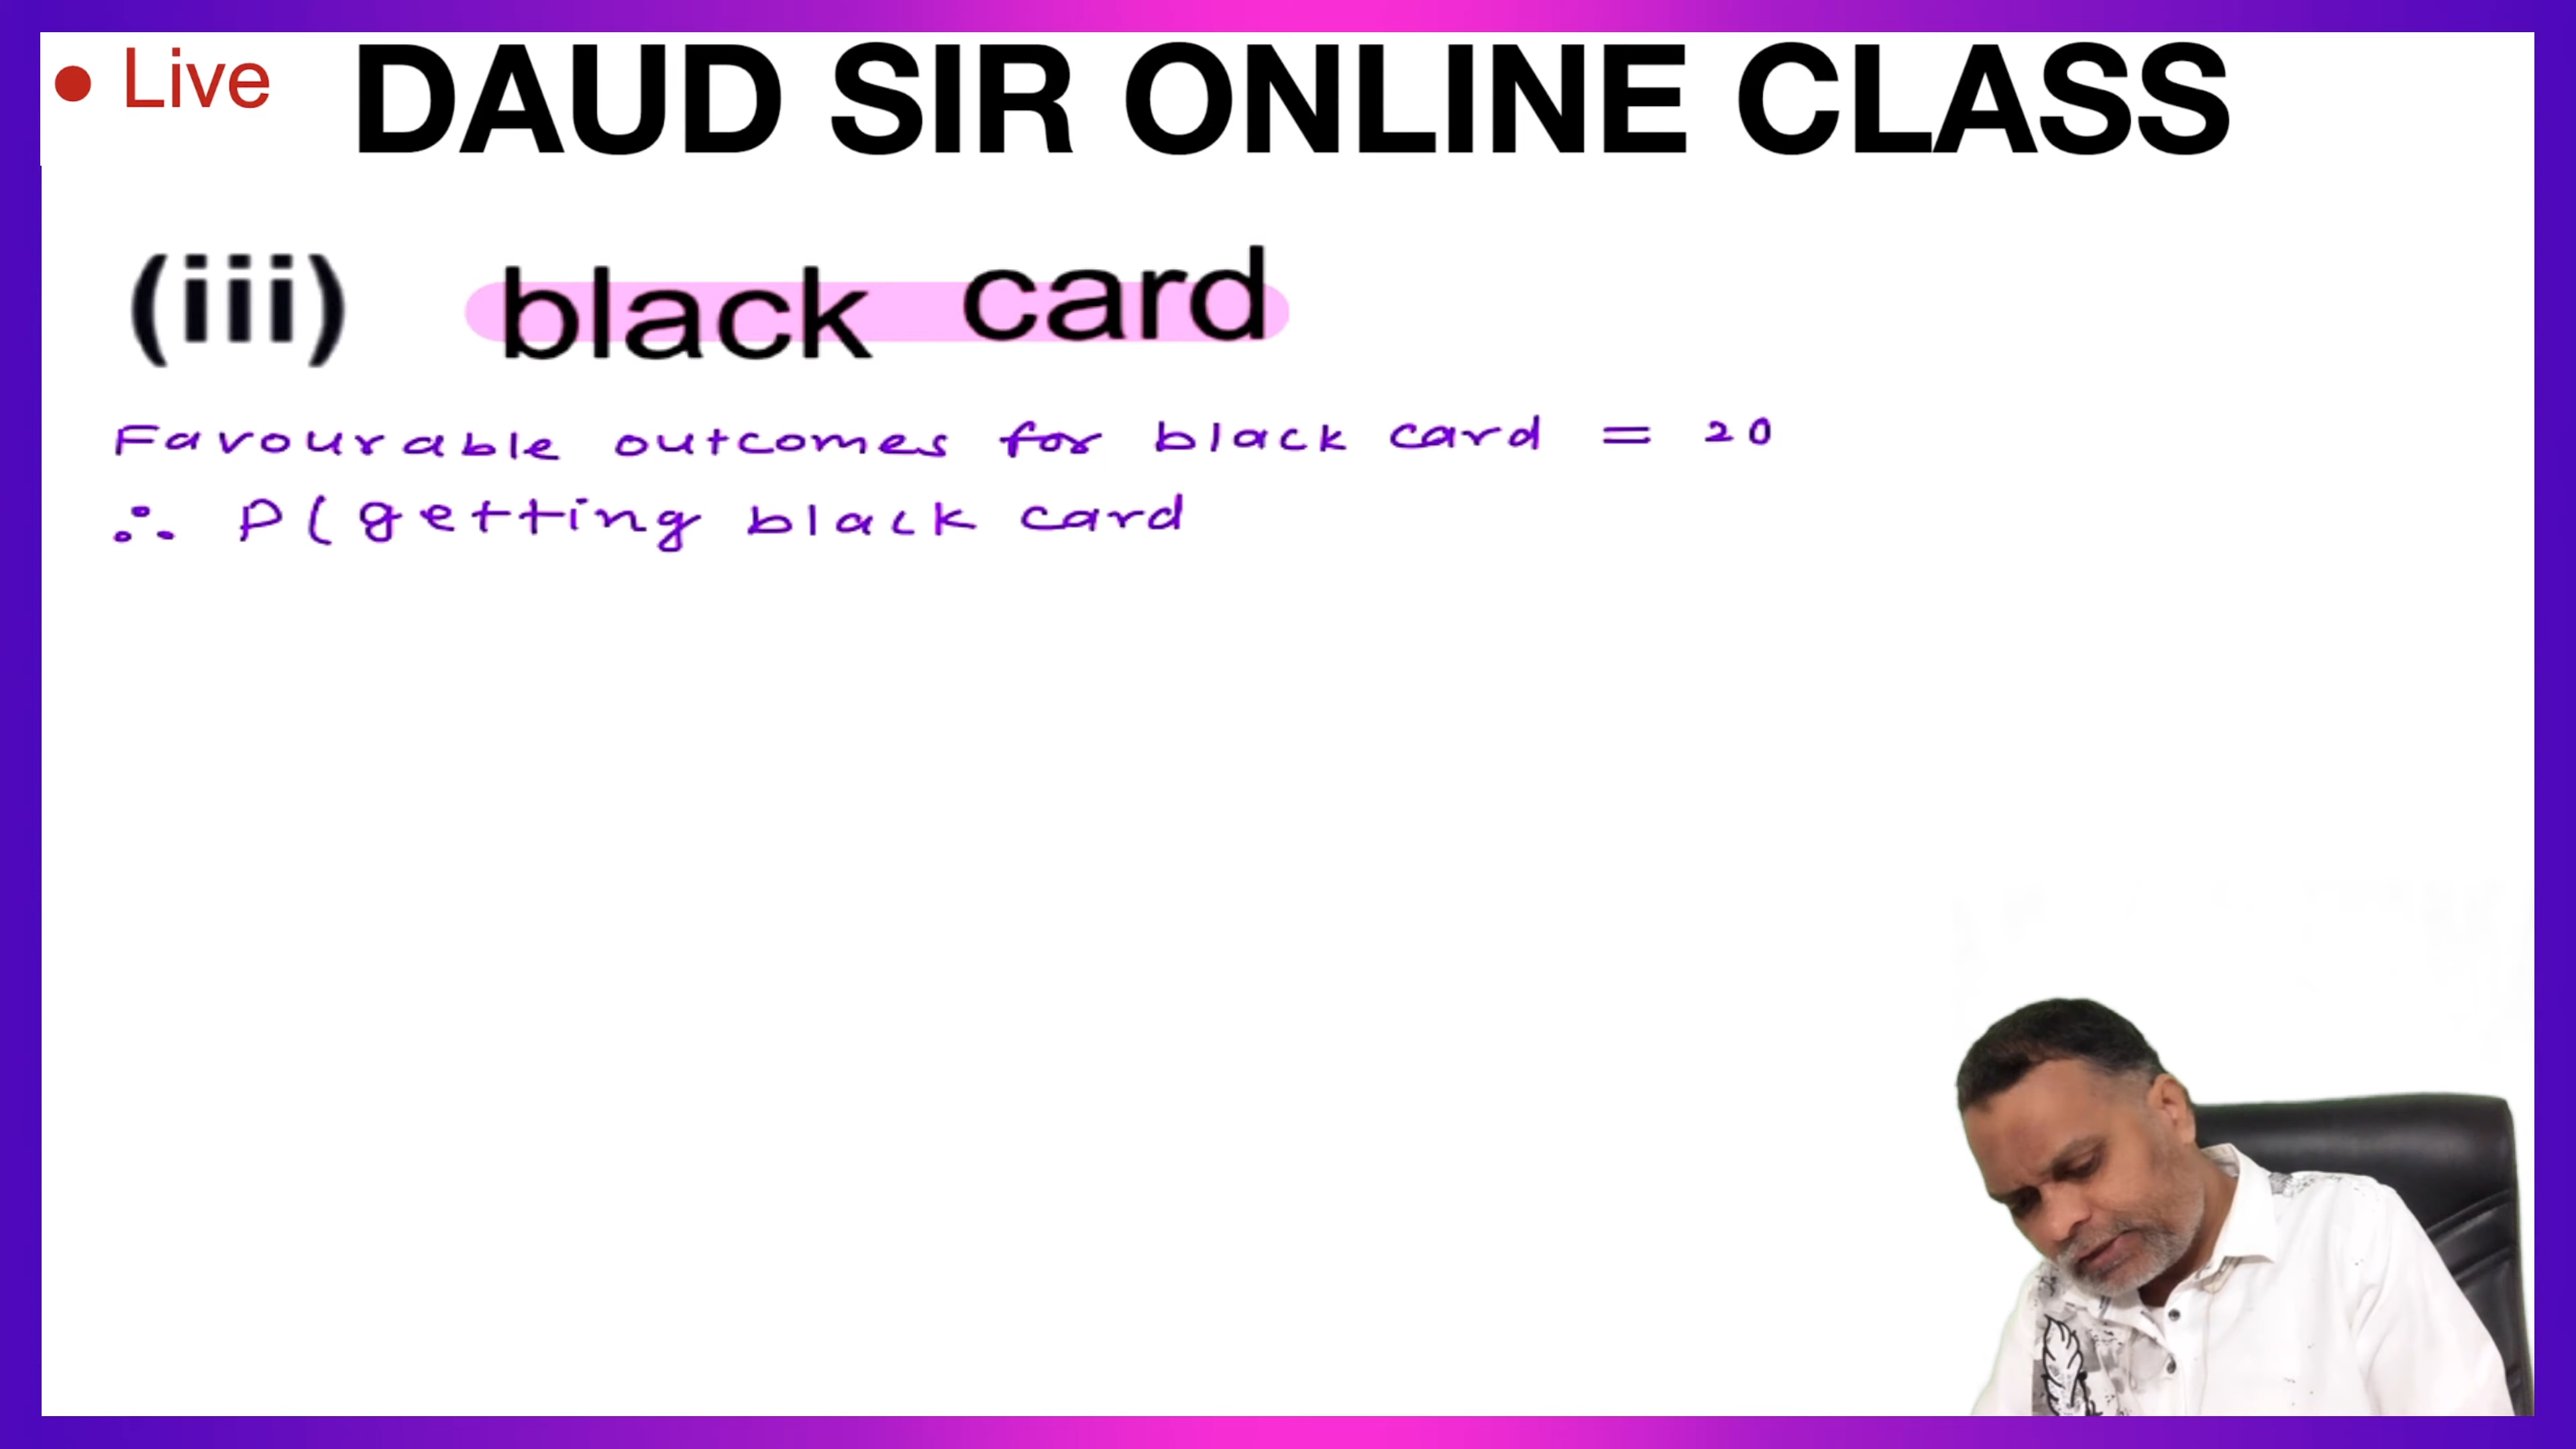 • Live DAUD SIR ONLINE CLASS
(iii) black card
Favourable outcomes for black card = 20
∴ P(getting black card